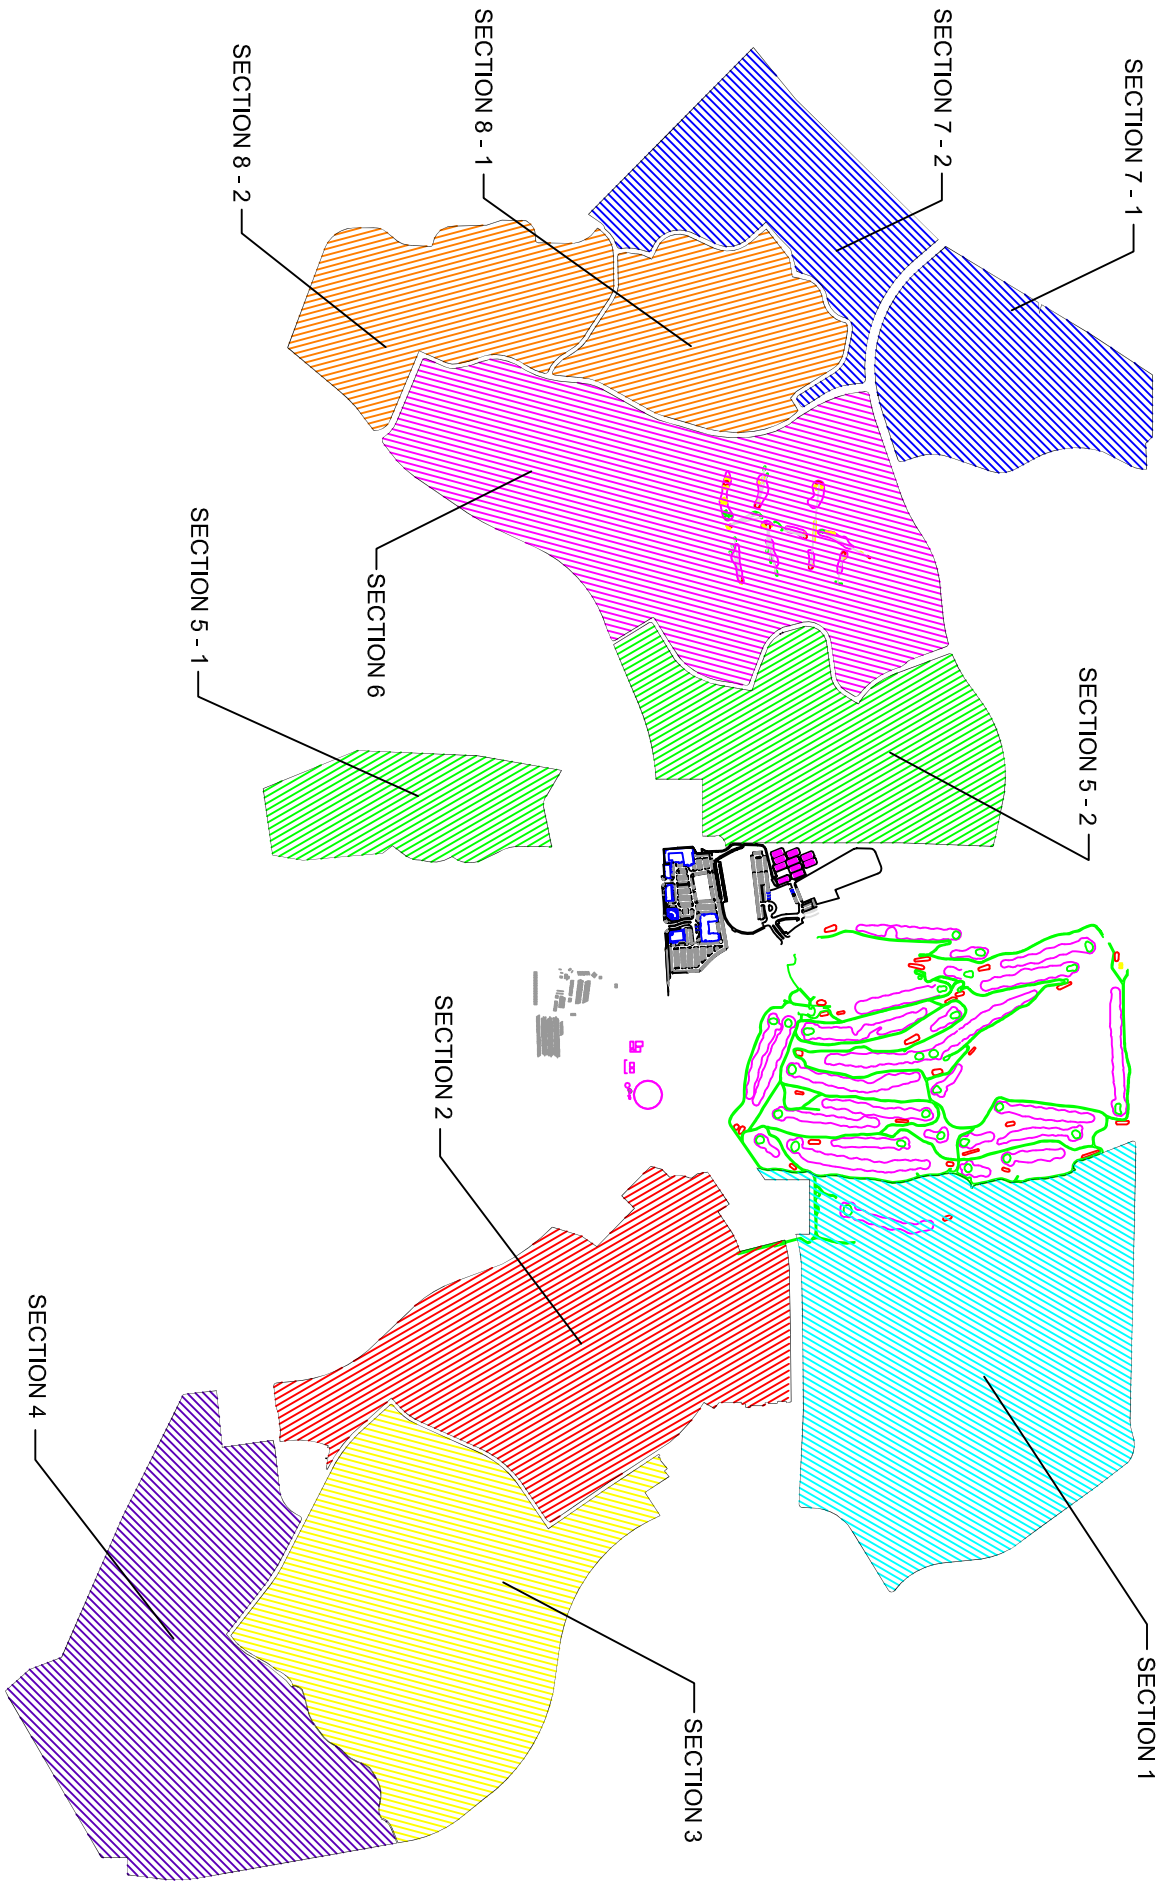 SECTION 7 - 1
SECTION 7 - 2
SECTION 8 - 1
SECTION 8 - 2
SECTION 6
SECTION 5 - 1
SECTION 5 - 2
SECTION 2
SECTION 4
SECTION 1
SECTION 3